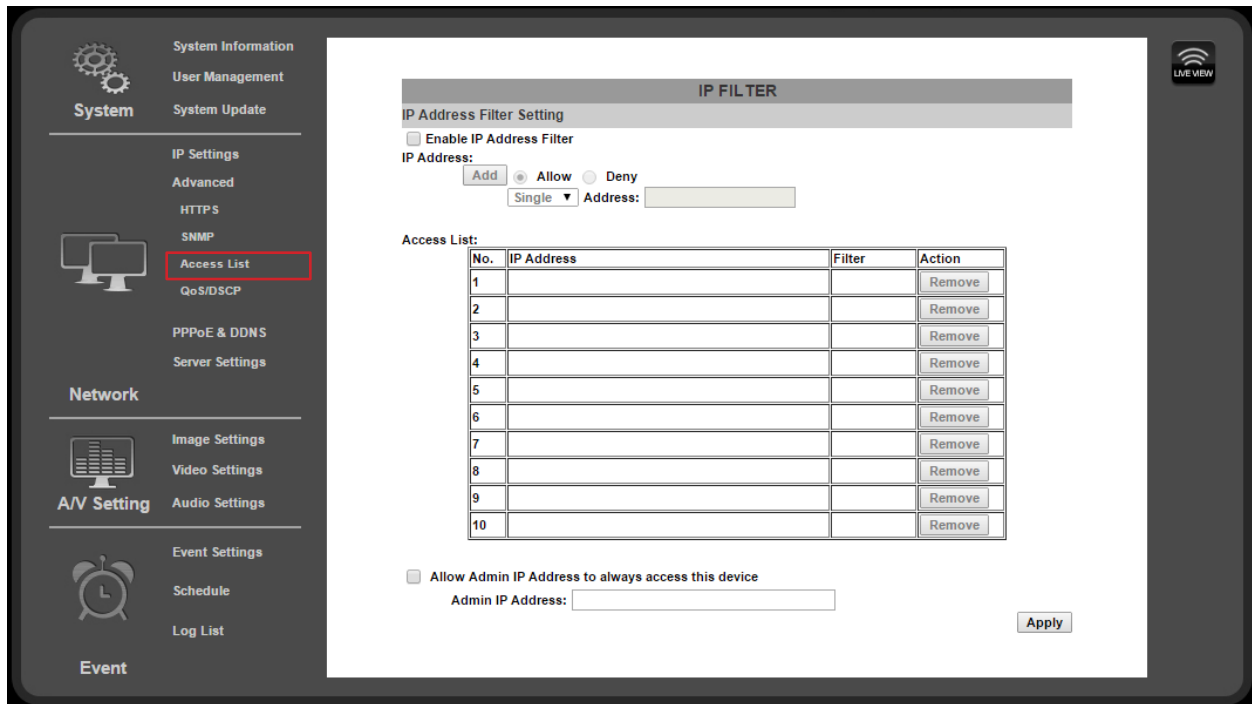 System Information
User Management
System
System Update
IP Settings
Advanced
HTTPS
SNMP
Access List
QoS/DSCP
PPPoE & DDNS
Server Settings
Network
Image Settings
Video Settings
A/V Setting
Audio Settings
Event Settings
Schedule
Log List
Event
IP FILTER
IP Address Filter Setting
Enable IP Address Filter
IP Address:
Add Allow Deny
Single ▼ Address:
Access List:
No. IP Address Filter Action
1 Remove
2 Remove
3 Remove
4 Remove
5 Remove
6 Remove
7 Remove
8 Remove
9 Remove
10 Remove
Allow Admin IP Address to always access this device
Admin IP Address:
Apply
LIVE VIEW